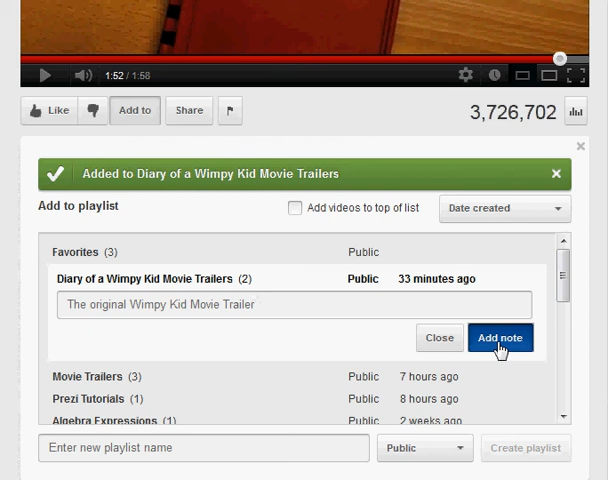 1:52 / 1:58
Like
Add to
Share
3,726,702
Added to Diary of a Wimpy Kid Movie Trailers
Add to playlist
Add videos to top of list
Date created
Favorites (3) Public
Diary of a Wimpy Kid Movie Trailers (2) Public 33 minutes ago
The original Wimpy Kid Movie Trailer
Close
Add note
Movie Trailers (3) Public 7 hours ago
Prezi Tutorials (1) Public 8 hours ago
Algebra Expressions (1) Public 2 weeks ago
Enter new playlist name
Public
Create playlist